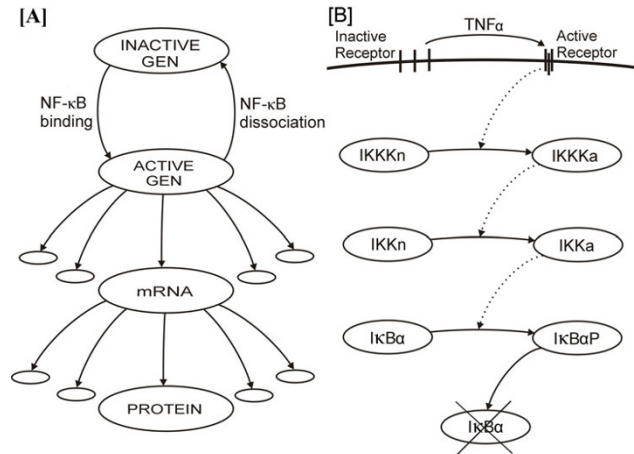 [A]
INACTIVE
GEN
NF-κB
binding
NF-κB
dissociation
ACTIVE
GEN
mRNA
PROTEIN
[B]
Inactive
Receptor
TNFα
Active
Receptor
IKKKn
IKKKa
IKKn
IKKa
IκBα
IκBαP
IκBα